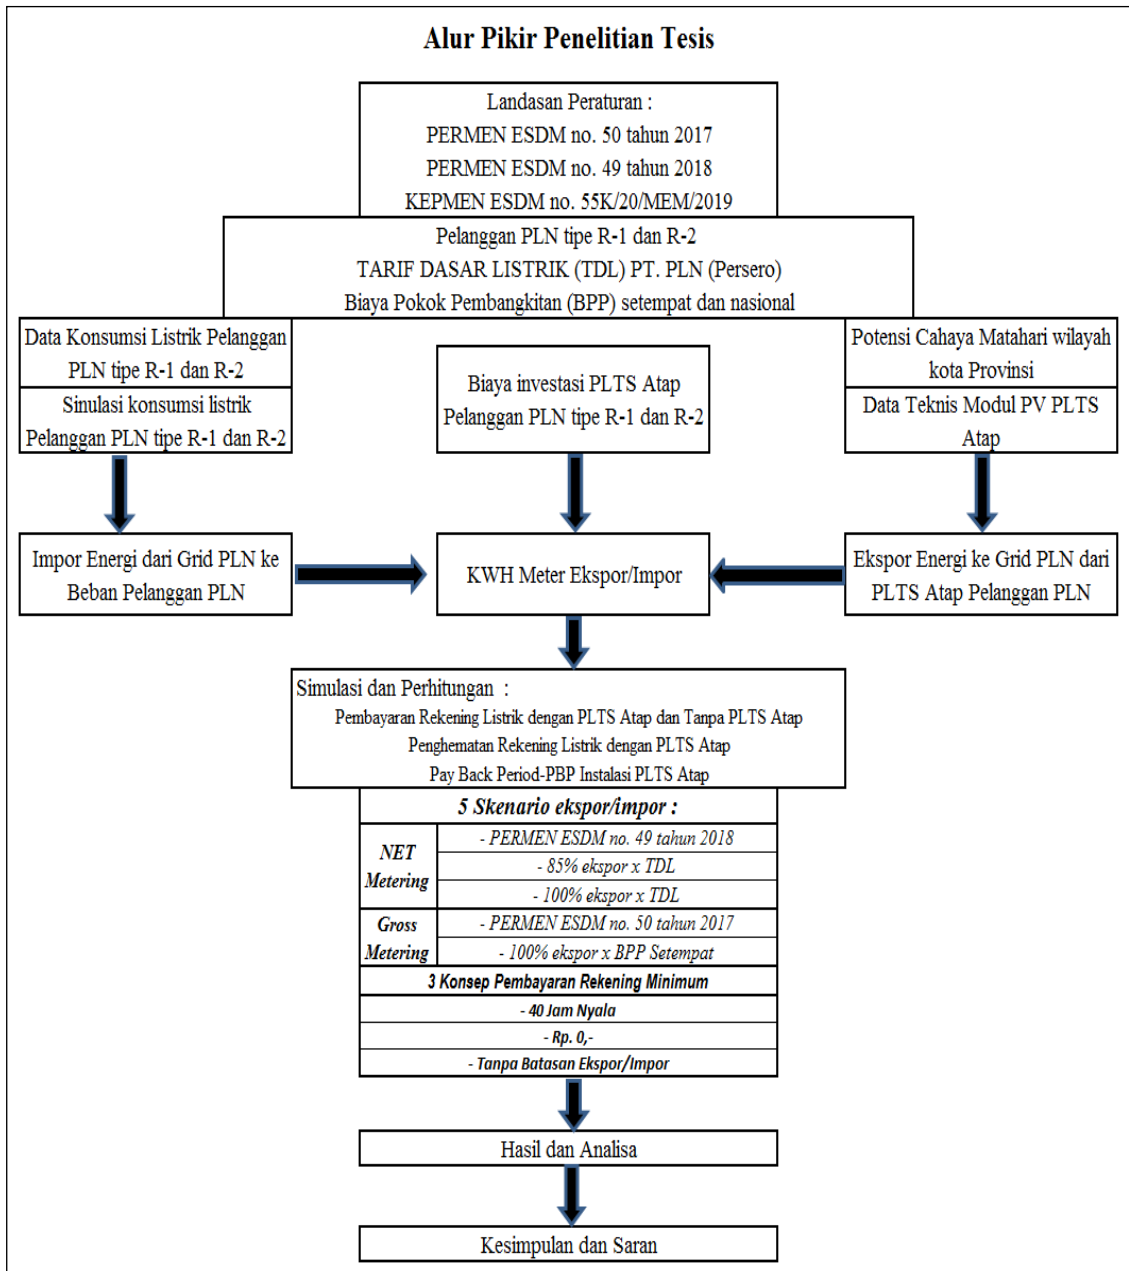 Alur Pikir Penelitian Tesis
Landasan Peraturan :
PERMEN ESDM no. 50 tahun 2017
PERMEN ESDM no. 49 tahun 2018
KEPMEN ESDM no. 55K/20/MEM/2019
Pelanggan PLN tipe R-1 dan R-2
TARIF DASAR LISTRIK (TDL) PT. PLN (Persero)
Biaya Pokok Pembangkitan (BPP) setempat dan nasional
Data Konsumsi Listrik Pelanggan
PLN tipe R-1 dan R-2
Sinulasi konsumsi listrik
Pelanggan PLN tipe R-1 dan R-2
Biaya investasi PLTS Atap
Pelanggan PLN tipe R-1 dan R-2
Potensi Cahaya Matahari wilayah
kota Provinsi
Data Teknis Modul PV PLTS
Atap
Impor Energi dari Grid PLN ke
Beban Pelanggan PLN
KWH Meter Ekspor/Impor
Ekspor Energi ke Grid PLN dari
PLTS Atap Pelanggan PLN
Simulasi dan Perhitungan :
Pembayaran Rekening Listrik dengan PLTS Atap dan Tanpa PLTS Atap
Penghematan Rekening Listrik dengan PLTS Atap
Pay Back Period-PBP Instalasi PLTS Atap
5 Skenario ekspor/impor :
NET
Metering
- PERMEN ESDM no. 49 tahun 2018
- 85% ekspor x TDL
- 100% ekspor x TDL
Gross
Metering
- PERMEN ESDM no. 50 tahun 2017
- 100% ekspor x BPP Setempat
3 Konsep Pembayaran Rekening Minimum
- 40 Jam Nyala
- Rp. 0,-
- Tanpa Batasan Ekspor/Impor
Hasil dan Analisa
Kesimpulan dan Saran